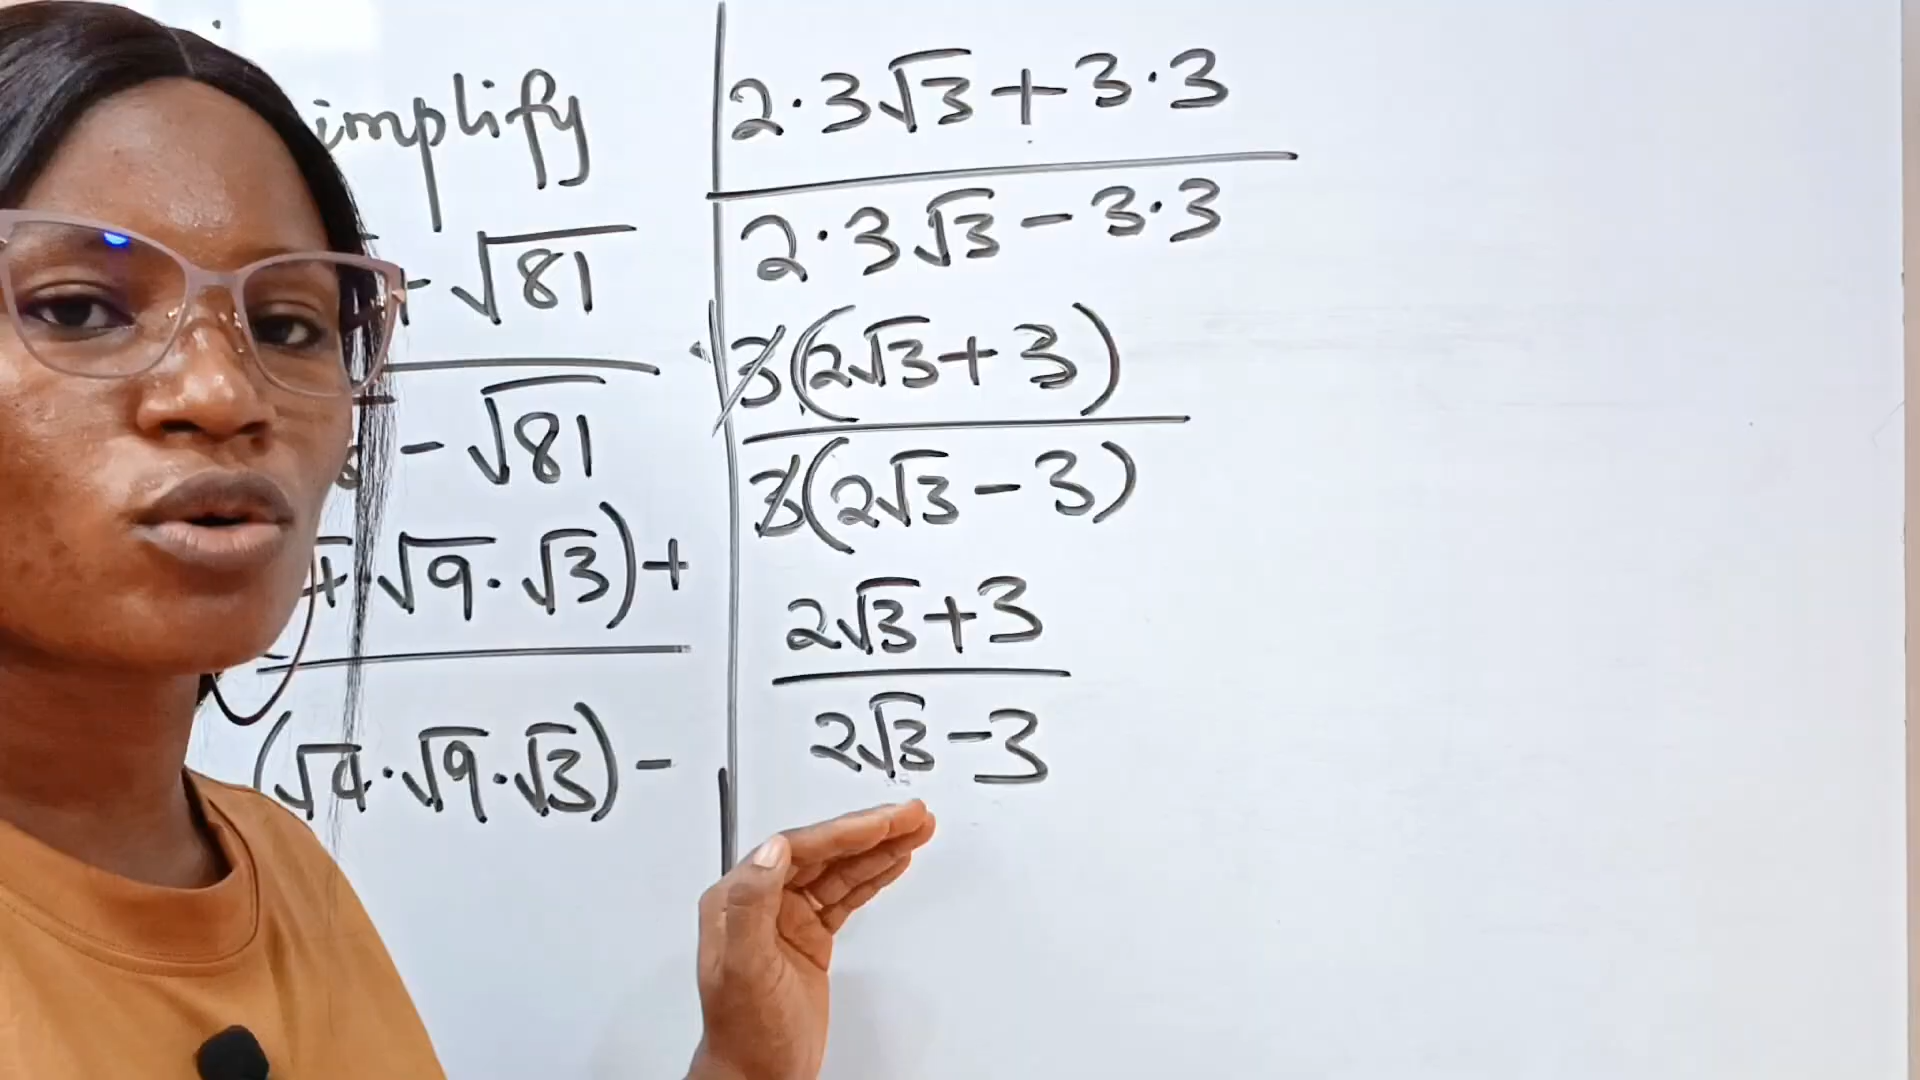 implify
- √81
- √81
√9 · √3) +
(√4 · √9 · √3) -
2 · 3√3 + 3 · 3
2 · 3√3 - 3 · 3
3(2√3 + 3)
3(2√3 - 3)
2√3 + 3
2√3 - 3